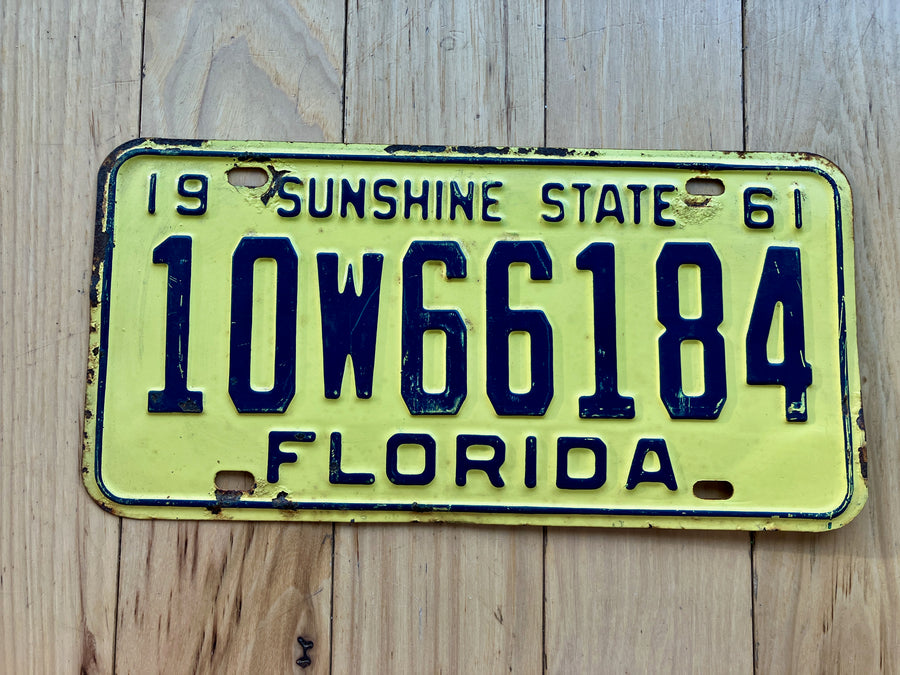 19 SUNSHINE STATE 61
10W66184
FLORIDA